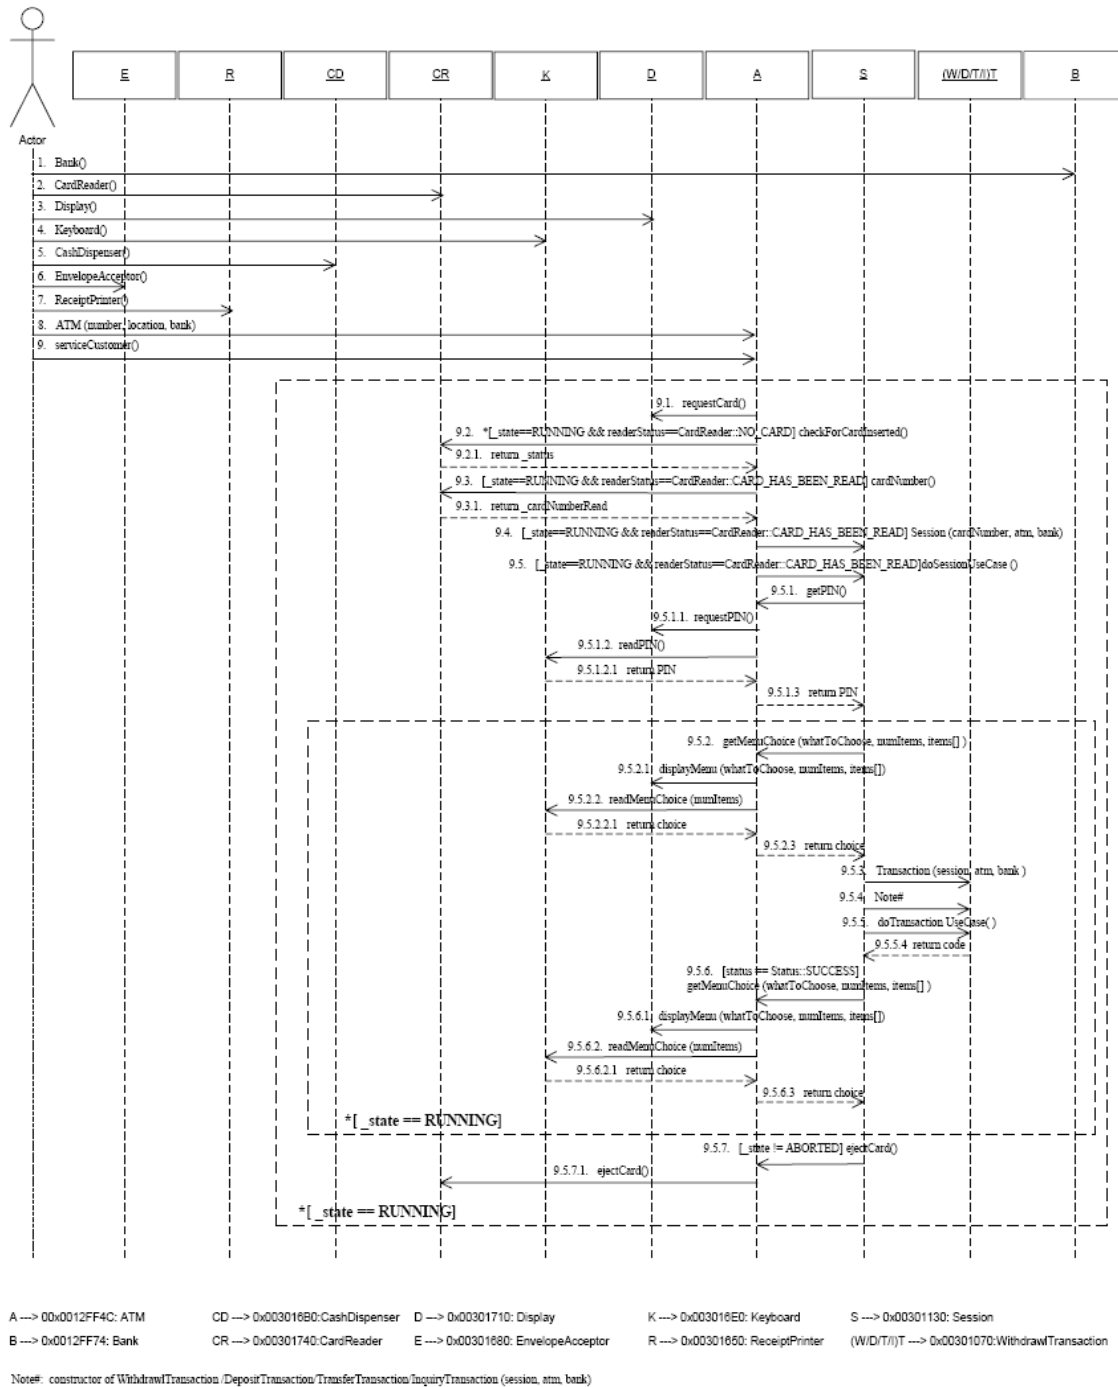 E R CD CR K D A S (W/D/T/I)T B
Actor
1. Bank()
2. CardReader()
3. Display()
4. Keyboard()
5. CashDispenser()
6. EnvelopeAcceptor()
7. ReceiptPrinter()
8. ATM (number, location, bank)
9. serviceCustomer()
9.1. requestCard()
9.2. *[_state==RUNNING && readerStatus==CardReader::NO_CARD] checkForCardInserted()
9.2.1. return _status
9.3. [_state==RUNNING && readerStatus==CardReader::CARD_HAS_BEEN_READ] cardNumber()
9.3.1. return _cardNumberRead
9.4. [_state==RUNNING && readerStatus==CardReader::CARD_HAS_BEEN_READ] Session (cardNumber, atm, bank)
9.5. [_state==RUNNING && readerStatus==CardReader::CARD_HAS_BEEN_READ]doSessionUseCase ()
9.5.1. getPIN()
9.5.1.1. requestPIN()
9.5.1.2. readPIN()
9.5.1.2.1 return PIN
9.5.1.3 return PIN
9.5.2. getMenuChoice (whatToChoose, numItems, items[] )
9.5.2.1 displayMenu (whatToChoose, numItems, items[])
9.5.2.2. readMenuChoice (numItems)
9.5.2.2.1 return choice
9.5.2.3 return choice
9.5.3. Transaction (session, atm, bank )
9.5.4 Note#
9.5.5. doTransaction UseCase( )
9.5.5.4 return code
9.5.6. [status == Status::SUCCESS]
getMenuChoice (whatToChoose, numItems, items[] )
9.5.6.1. displayMenu (whatToChoose, numItems, items[])
9.5.6.2. readMenuChoice (numItems)
9.5.6.2.1 return choice
9.5.6.3 return choice
*[ _state == RUNNING]
9.5.7. [_state != ABORTED] ejectCard()
9.5.7.1. ejectCard()
*[ _state == RUNNING]
A ---> 00x0012FF4C: ATM CD ---> 0x003016B0:CashDispenser D ---> 0x00301710: Display K ---> 0x003016E0: Keyboard S ---> 0x00301130: Session
B ---> 0x0012FF74: Bank CR ---> 0x00301740:CardReader E ---> 0x00301680: EnvelopeAcceptor R ---> 0x00301650: ReceiptPrinter (W/D/T/I)T ---> 0x00301070:WithdrawlTransaction
Note#: constructor of WithdrawlTransaction /DepositTransaction/TransferTransaction/InquiryTransaction (session, atm, bank)